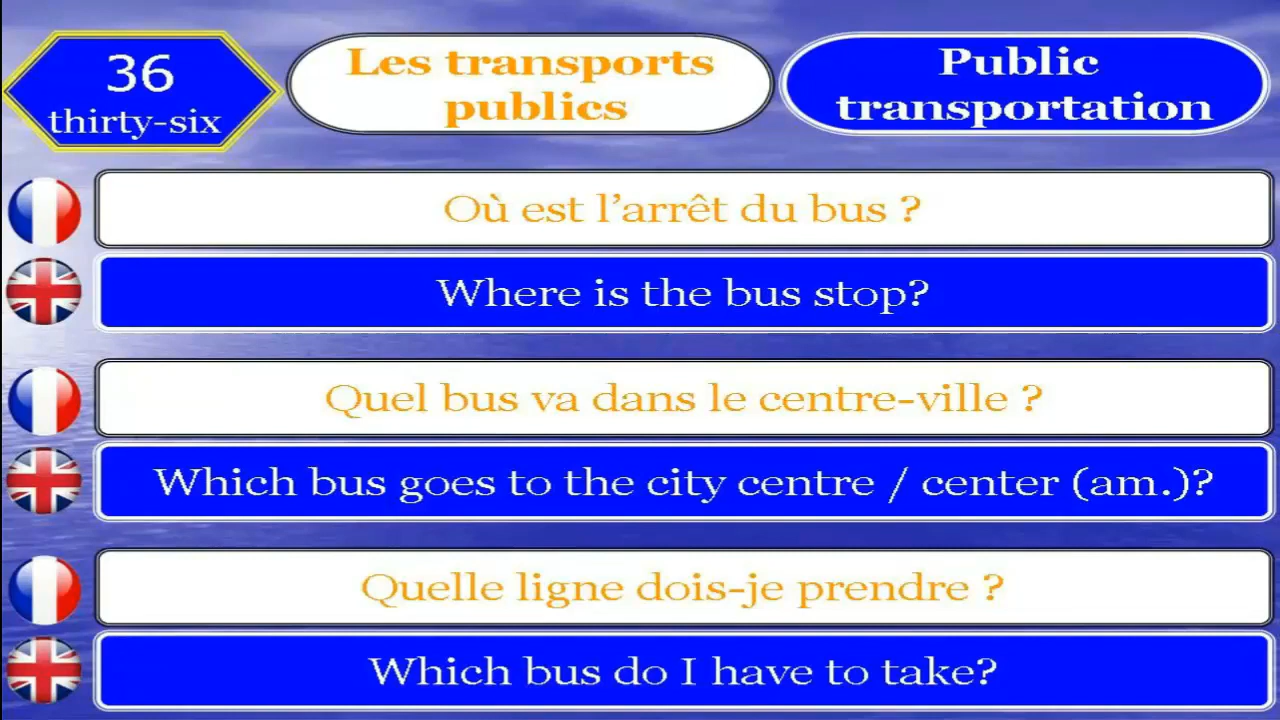 36
thirty-six
Les transports
publics
Public
transportation
Où est l’arrêt du bus ?
Where is the bus stop?
Quel bus va dans le centre-ville ?
Which bus goes to the city centre / center (am.)?
Quelle ligne dois-je prendre ?
Which bus do I have to take?